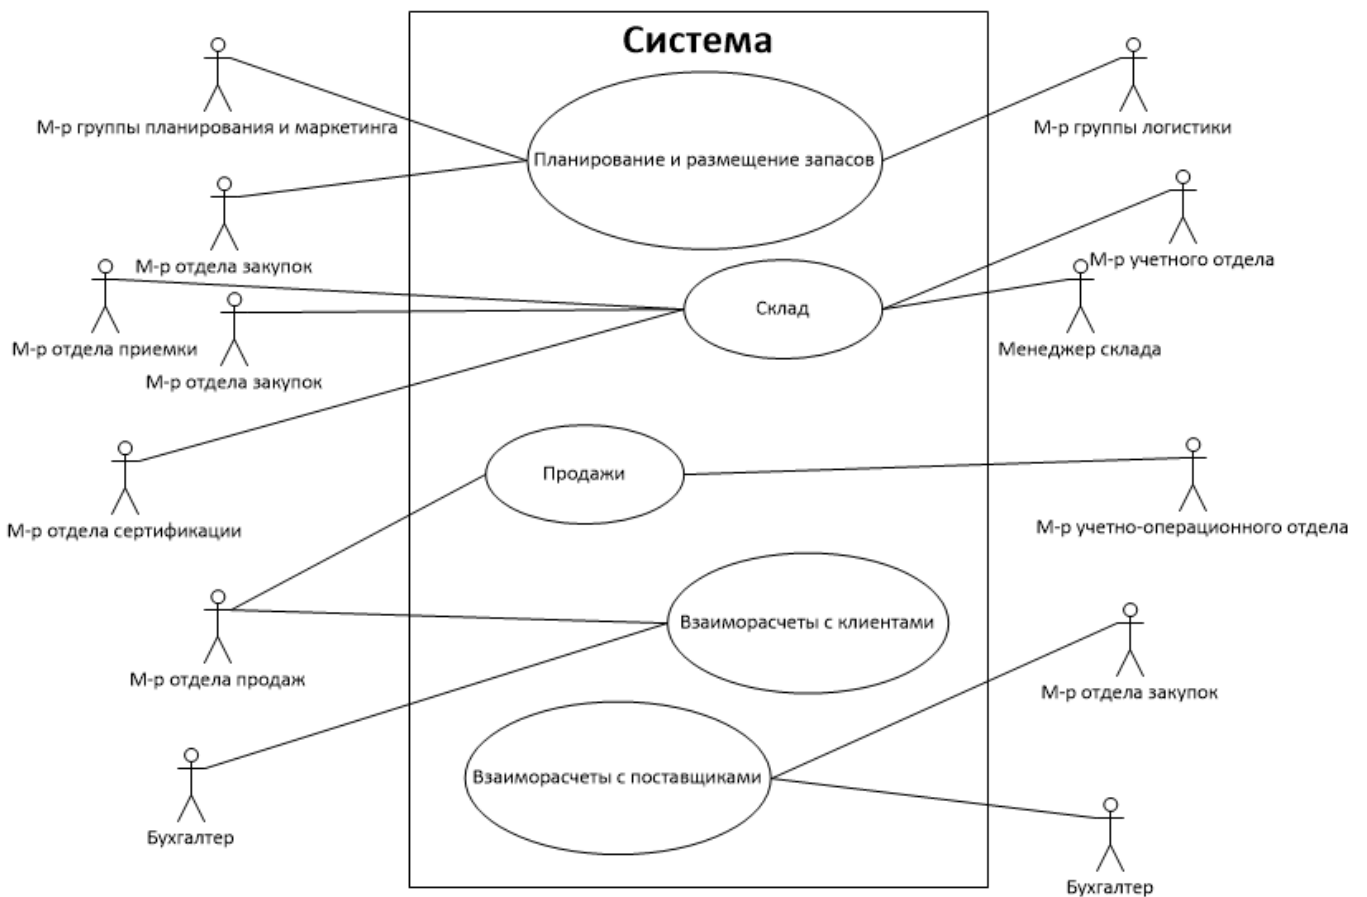 Система
М-р группы планирования и маркетинга
М-р группы логистики
Планирование и размещение запасов
М-р отдела закупок
М-р учетного отдела
Склад
М-р отдела приемки
Менеджер склада
М-р отдела закупок
Продажи
М-р отдела сертификации
М-р учетно-операционного отдела
Взаиморасчеты с клиентами
М-р отдела продаж
М-р отдела закупок
Взаиморасчеты с поставщиками
Бухгалтер
Бухгалтер